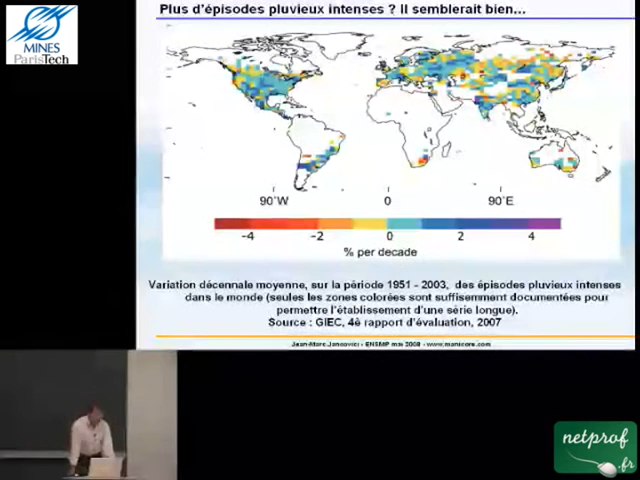 Plus d'épisodes pluvieux intenses ? Il semblerait bien...
MINES
ParisTech
90°W 0 90°E
-4 -2 0 2 4
% per decade
Variation décennale moyenne, sur la période 1951 - 2003, des épisodes pluvieux intenses
dans le monde (seules les zones colorées sont suffisemment documentées pour
permettre l'établissement d'une série longue).
Source : GIEC, 4è rapport d'évaluation, 2007
Jean-Marc Jancovici - ENSMP mai 2008 - www.manicore.com
netprof
.fr